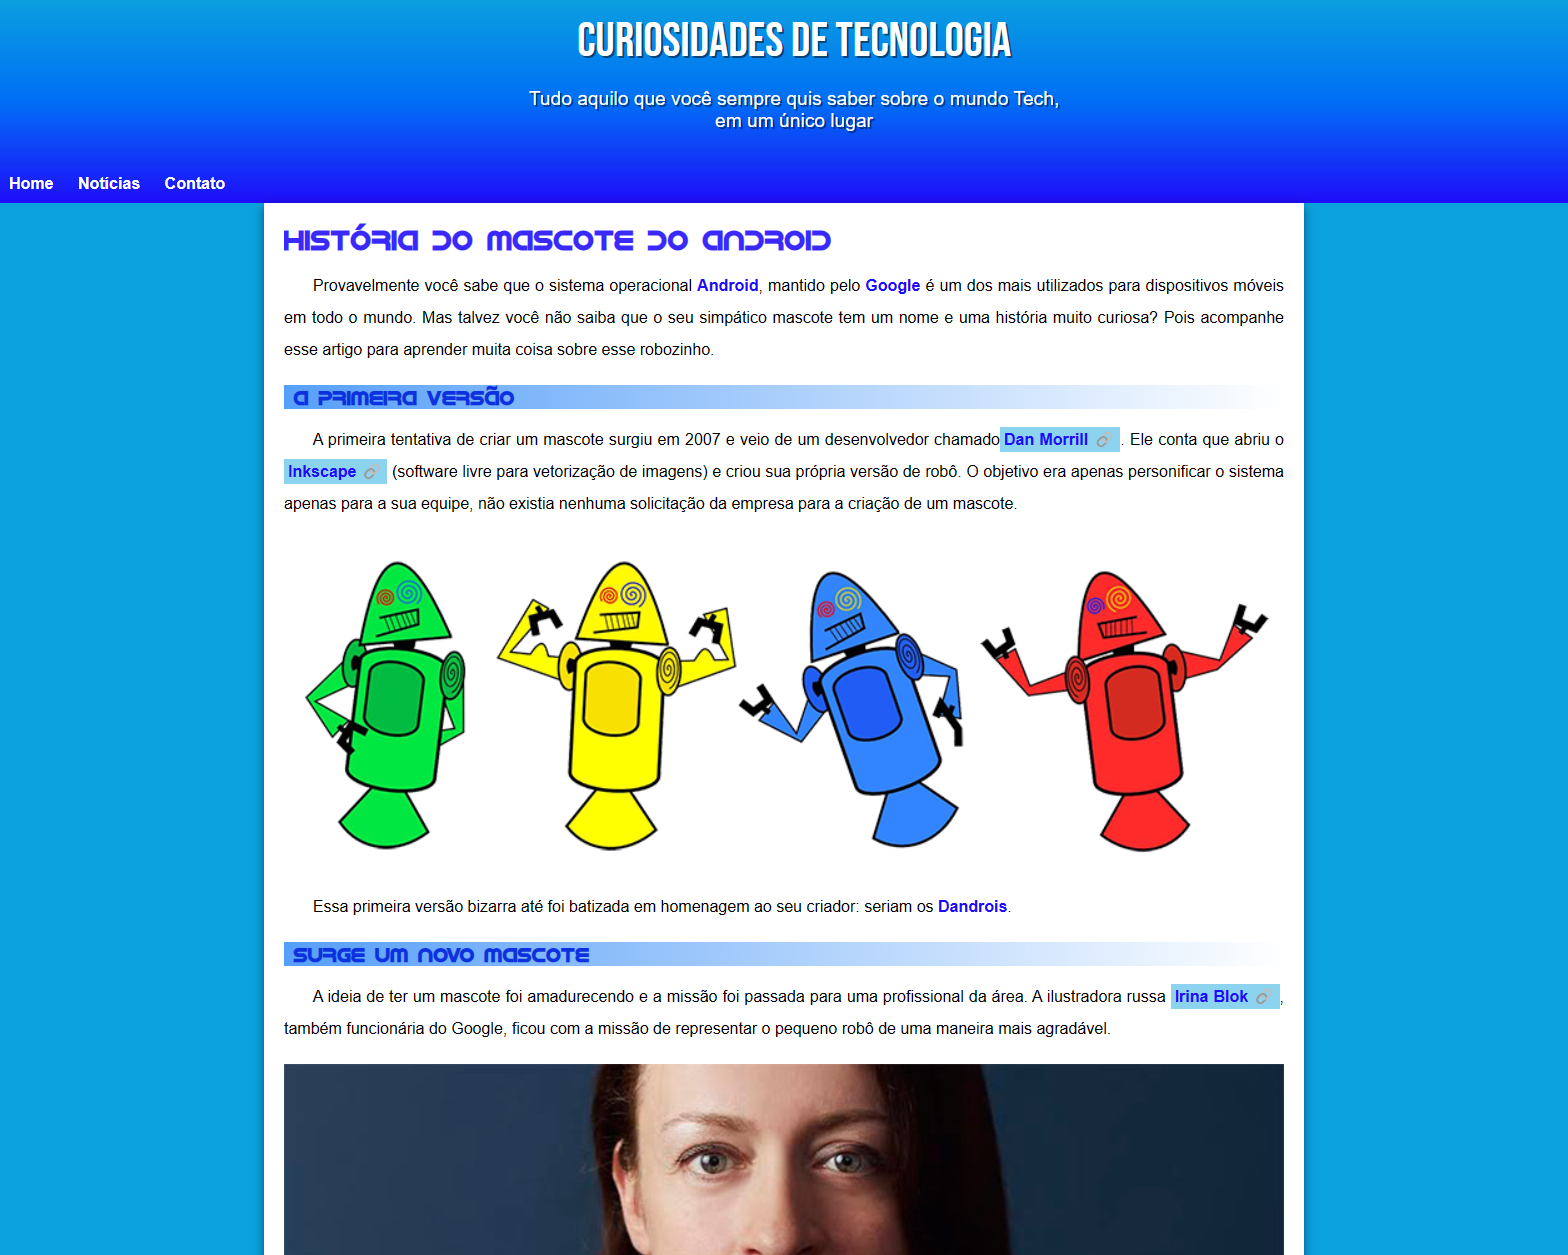 CURIOSIDADES DE TECNOLOGIA
Tudo aquilo que você sempre quis saber sobre o mundo Tech,
em um único lugar
Home Notícias Contato
HISTÓRIA DO MASCOTE DO ANDROID
Provavelmente você sabe que o sistema operacional Android, mantido pelo Google é um dos mais utilizados para dispositivos móveis
em todo o mundo. Mas talvez você não saiba que o seu simpático mascote tem um nome e uma história muito curiosa? Pois acompanhe
esse artigo para aprender muita coisa sobre esse robozinho.
A PRIMEIRA VERSÃO
A primeira tentativa de criar um mascote surgiu em 2007 e veio de um desenvolvedor chamado Dan Morrill. Ele conta que abriu o
Inkscape (software livre para vetorização de imagens) e criou sua própria versão de robô. O objetivo era apenas personificar o sistema
apenas para a sua equipe, não existia nenhuma solicitação da empresa para a criação de um mascote.
Essa primeira versão bizarra até foi batizada em homenagem ao seu criador: seriam os Dandrois.
SURGE UM NOVO MASCOTE
A ideia de ter um mascote foi amadurecendo e a missão foi passada para uma profissional da área. A ilustradora russa Irina Blok,
também funcionária do Google, ficou com a missão de representar o pequeno robô de uma maneira mais agradável.